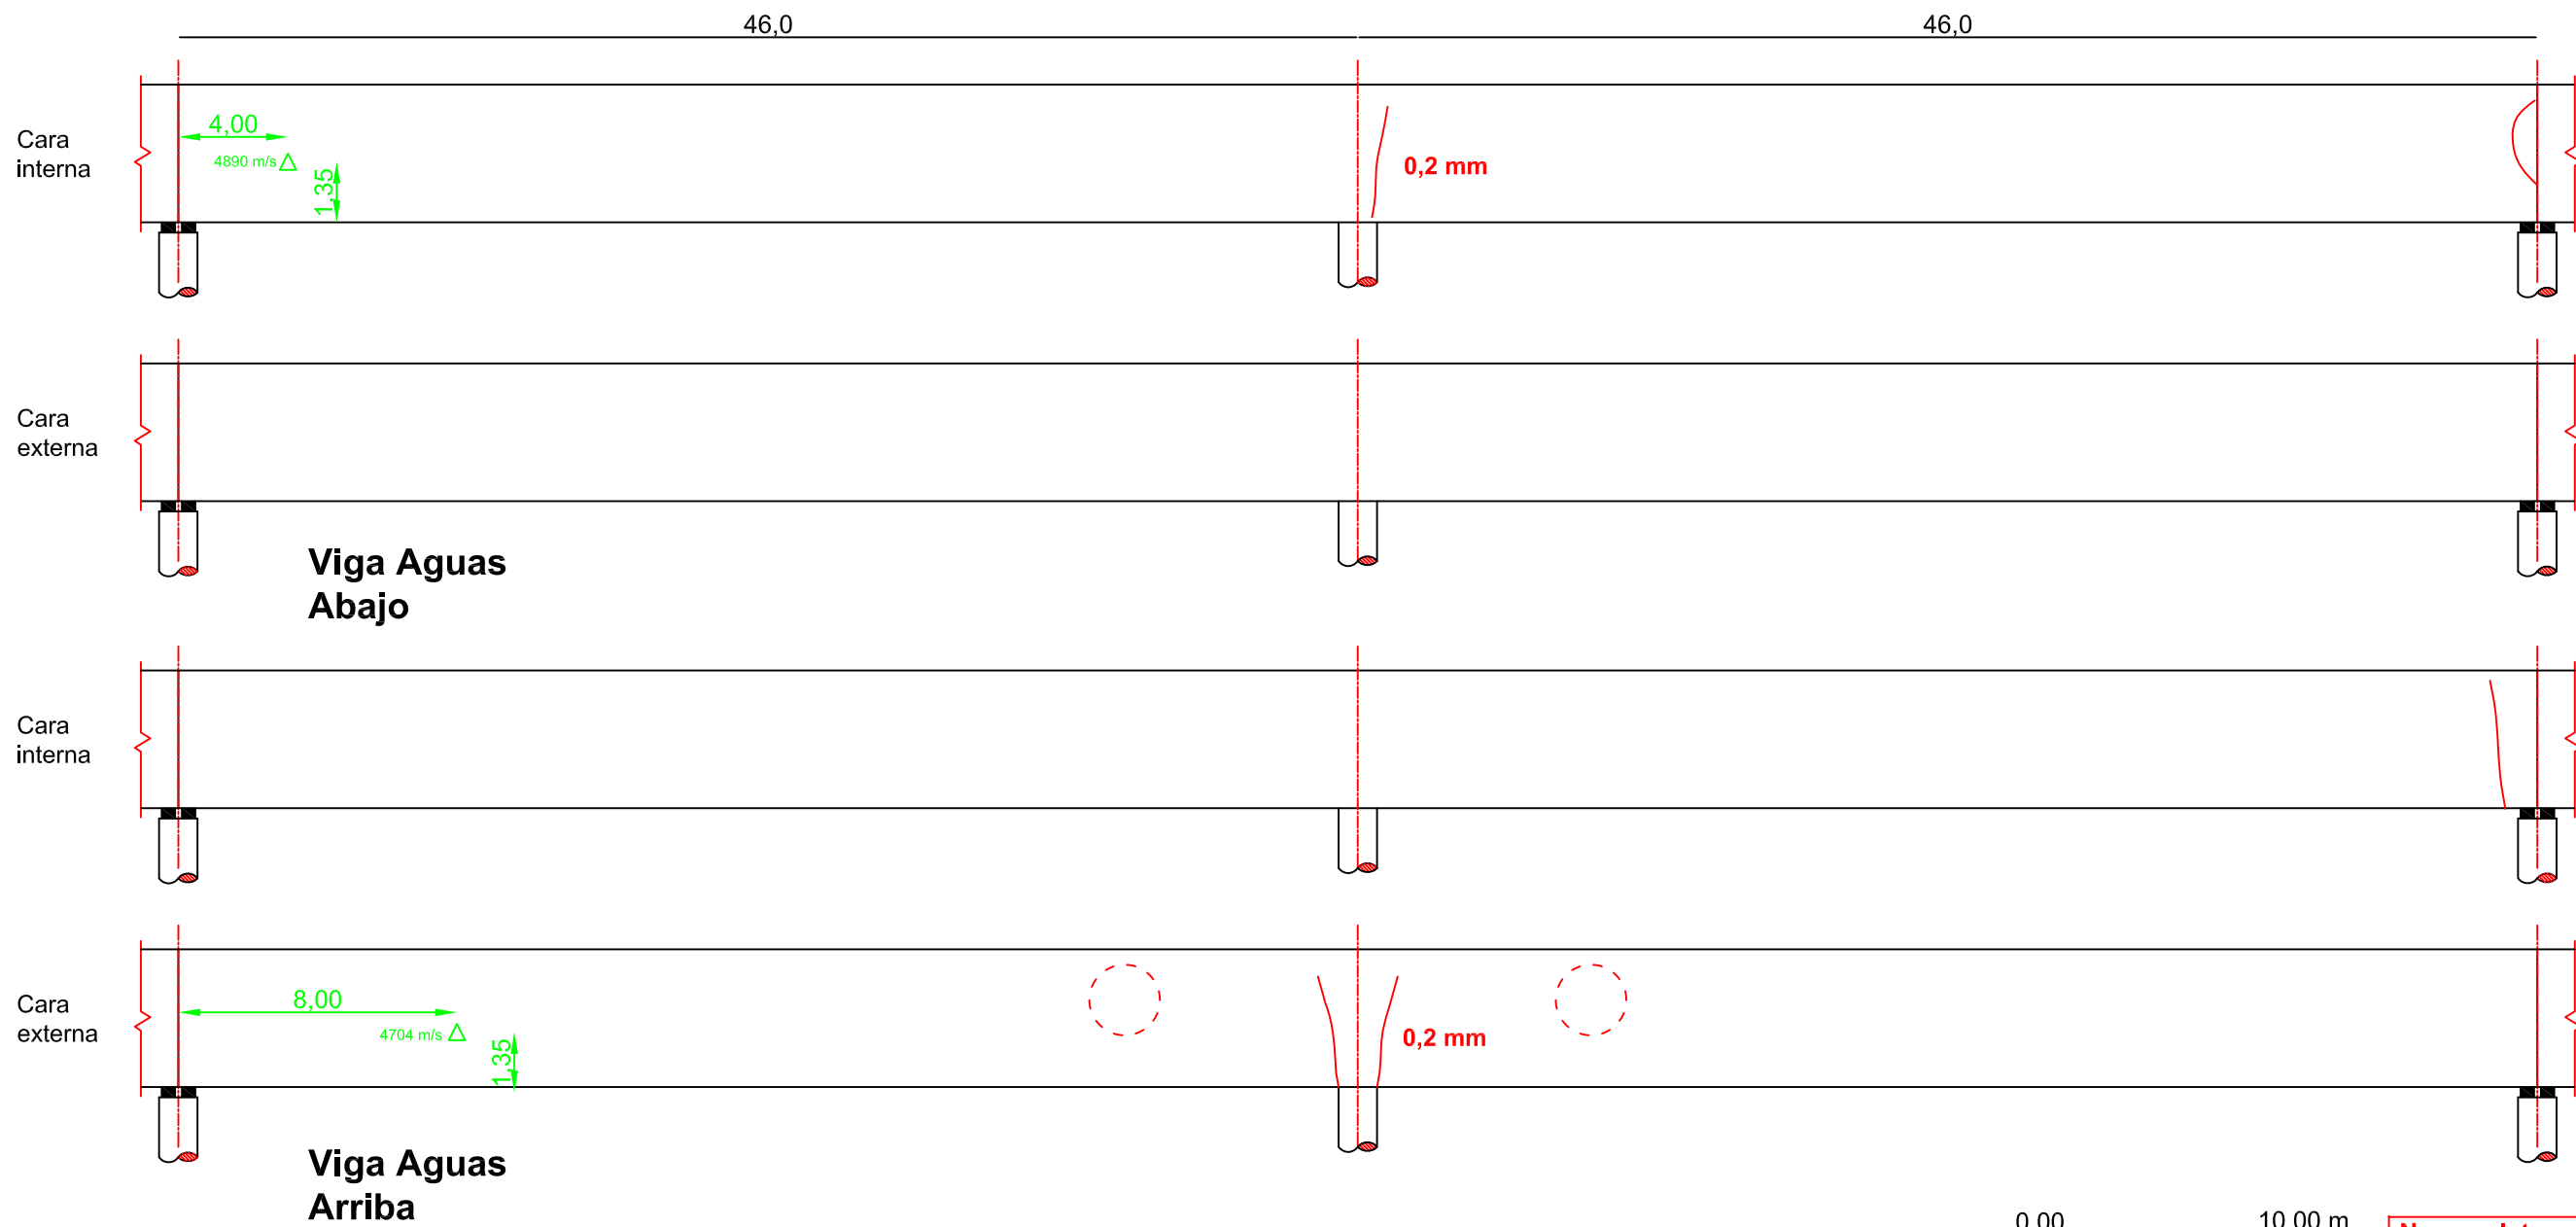 46,0
46,0
Cara
interna
4,00
4890 m/s
1,35
0,2 mm
Cara
externa
Viga Aguas
Abajo
Cara
interna
Cara
externa
8,00
4704 m/s
1,35
0,2 mm
Viga Aguas
Arriba
0,00
10,00 m